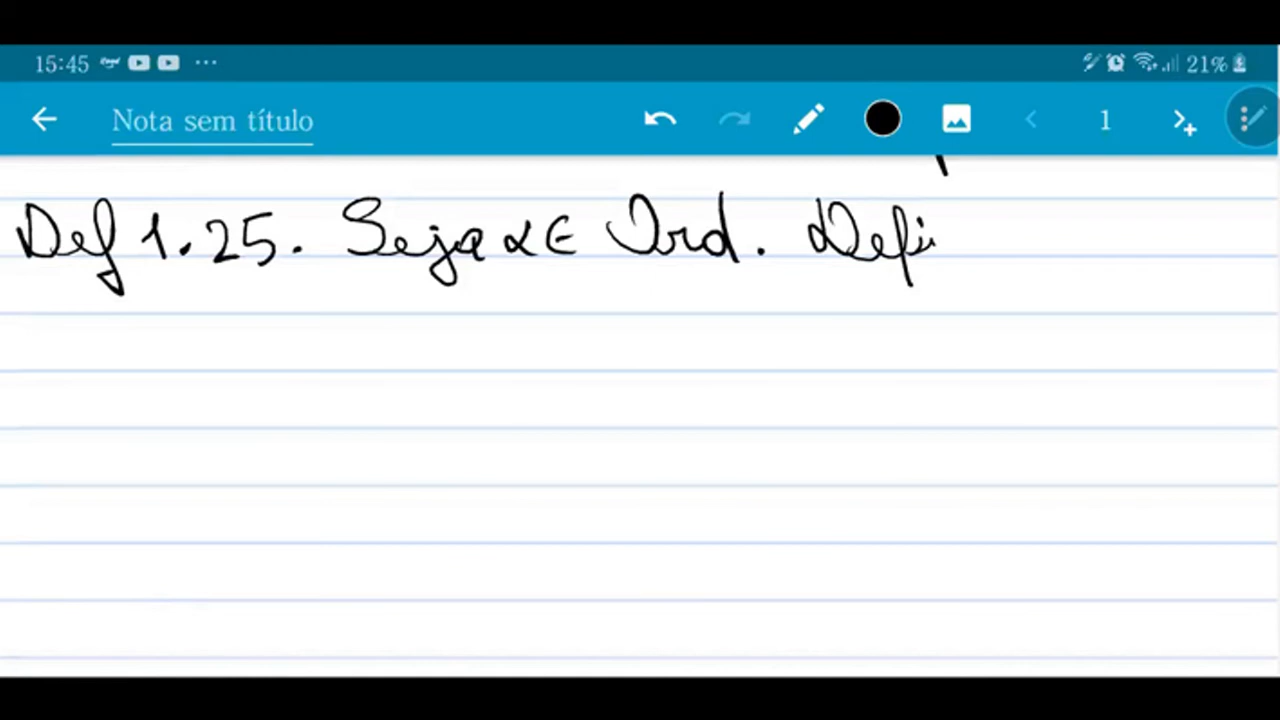 15:45 ... 21%
Nota sem título 1
Def 1.25. Seja α ∈ Ord. Defi